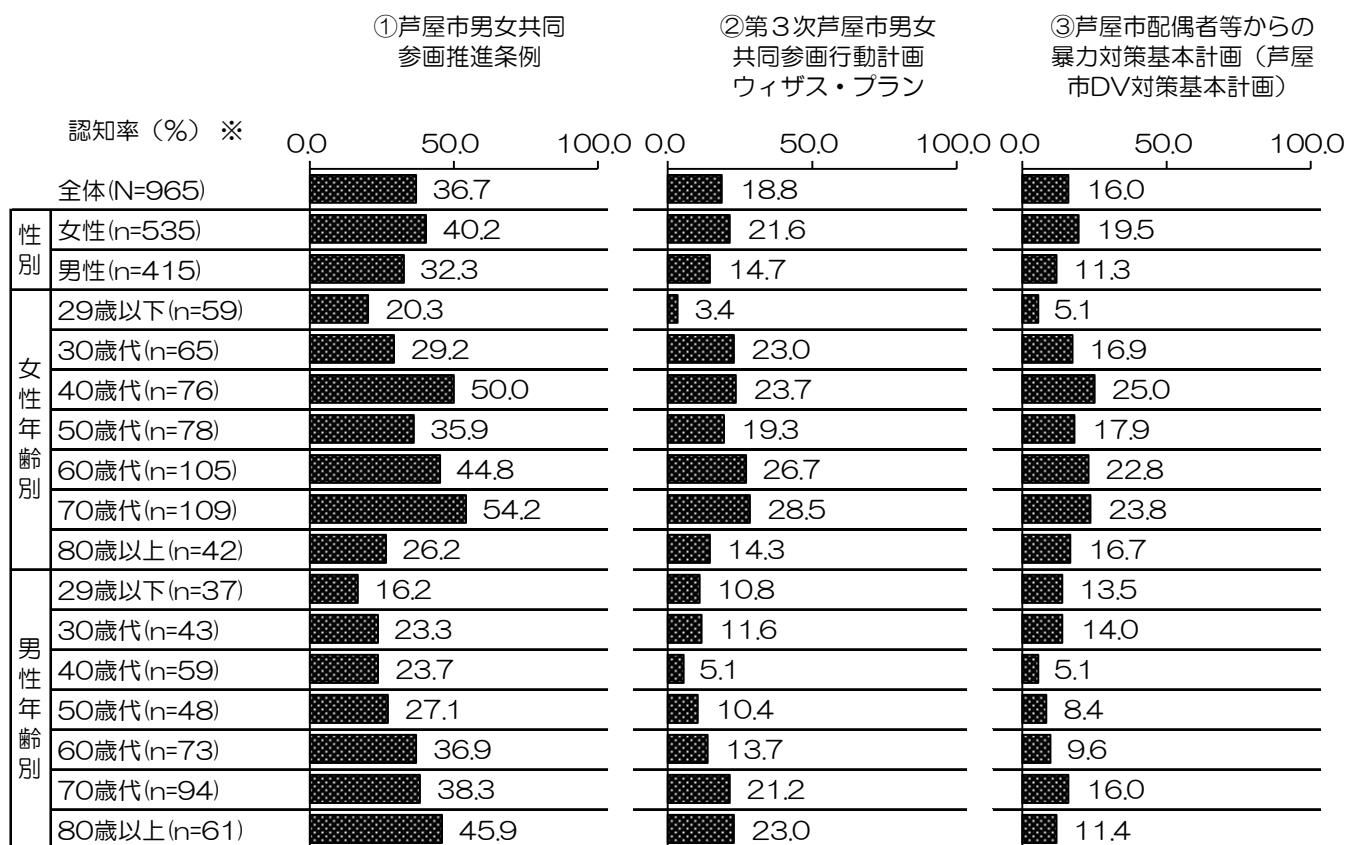 ①芦屋市男女共同
参画推進条例
②第３次芦屋市男女
共同参画行動計画
ウィザス・プラン
③芦屋市配偶者等からの
暴力対策基本計画（芦屋
市DV対策基本計画）
認知率（％）※
0.0 50.0 100.0 0.0 50.0 100.0 0.0 50.0 100.0
全体(N=965) 36.7 18.8 16.0
性別
女性(n=535) 40.2 21.6 19.5
男性(n=415) 32.3 14.7 11.3
女性年齢別
29歳以下(n=59) 20.3 3.4 5.1
30歳代(n=65) 29.2 23.0 16.9
40歳代(n=76) 50.0 23.7 25.0
50歳代(n=78) 35.9 19.3 17.9
60歳代(n=105) 44.8 26.7 22.8
70歳代(n=109) 54.2 28.5 23.8
80歳以上(n=42) 26.2 14.3 16.7
男性年齢別
29歳以下(n=37) 16.2 10.8 13.5
30歳代(n=43) 23.3 11.6 14.0
40歳代(n=59) 23.7 5.1 5.1
50歳代(n=48) 27.1 10.4 8.4
60歳代(n=73) 36.9 13.7 9.6
70歳代(n=94) 38.3 21.2 16.0
80歳以上(n=61) 45.9 23.0 11.4